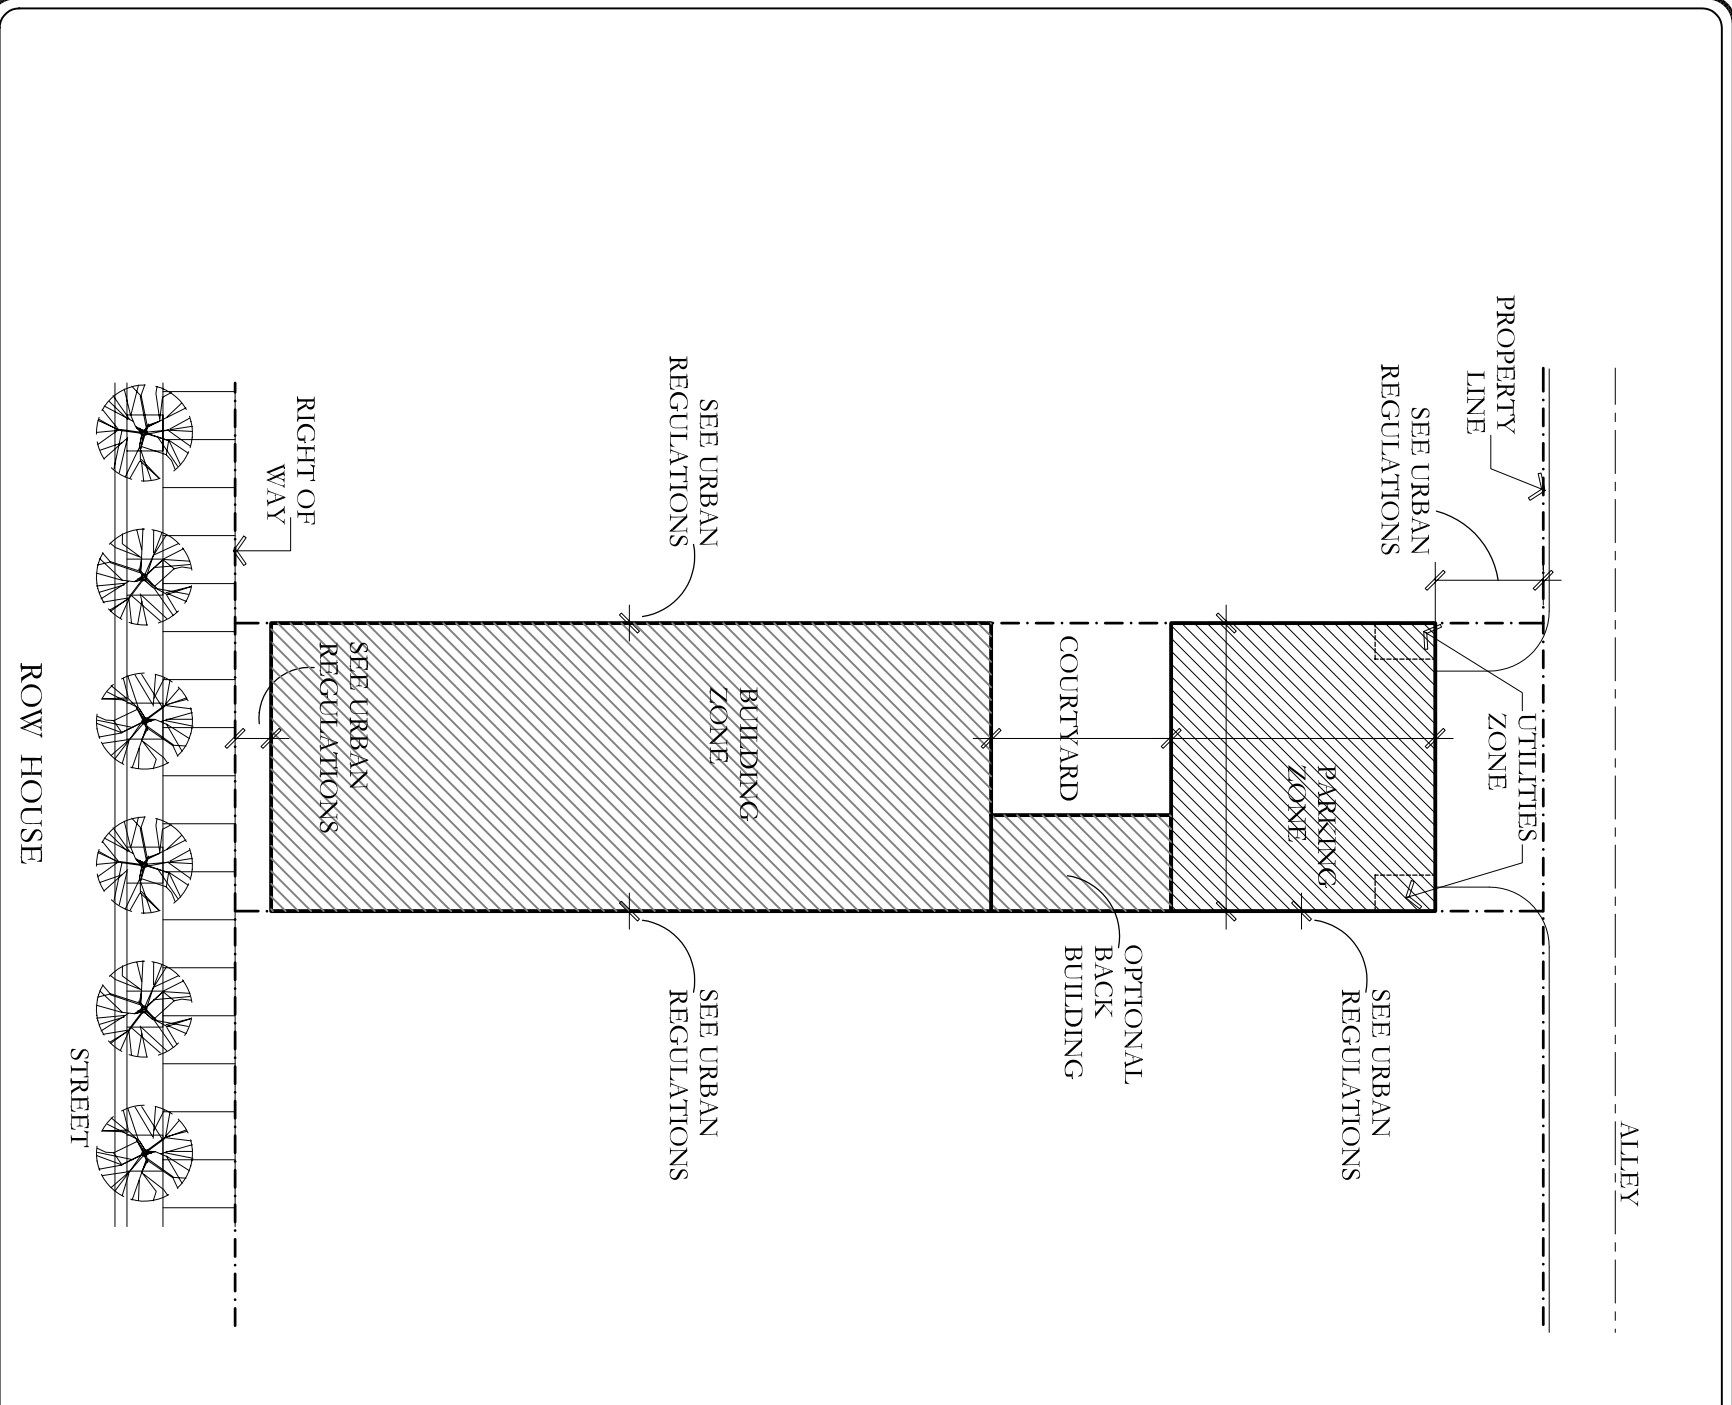 ALLEY
PROPERTY
LINE
UTILITIES
ZONE
SEE URBAN
REGULATIONS
SEE URBAN
REGULATIONS
PARKING
ZONE
OPTIONAL
BACK
BUILDING
COURTYARD
BUILDING
ZONE
SEE URBAN
REGULATIONS
SEE URBAN
REGULATIONS
SEE URBAN
REGULATIONS
RIGHT OF
WAY
STREET
ROW HOUSE